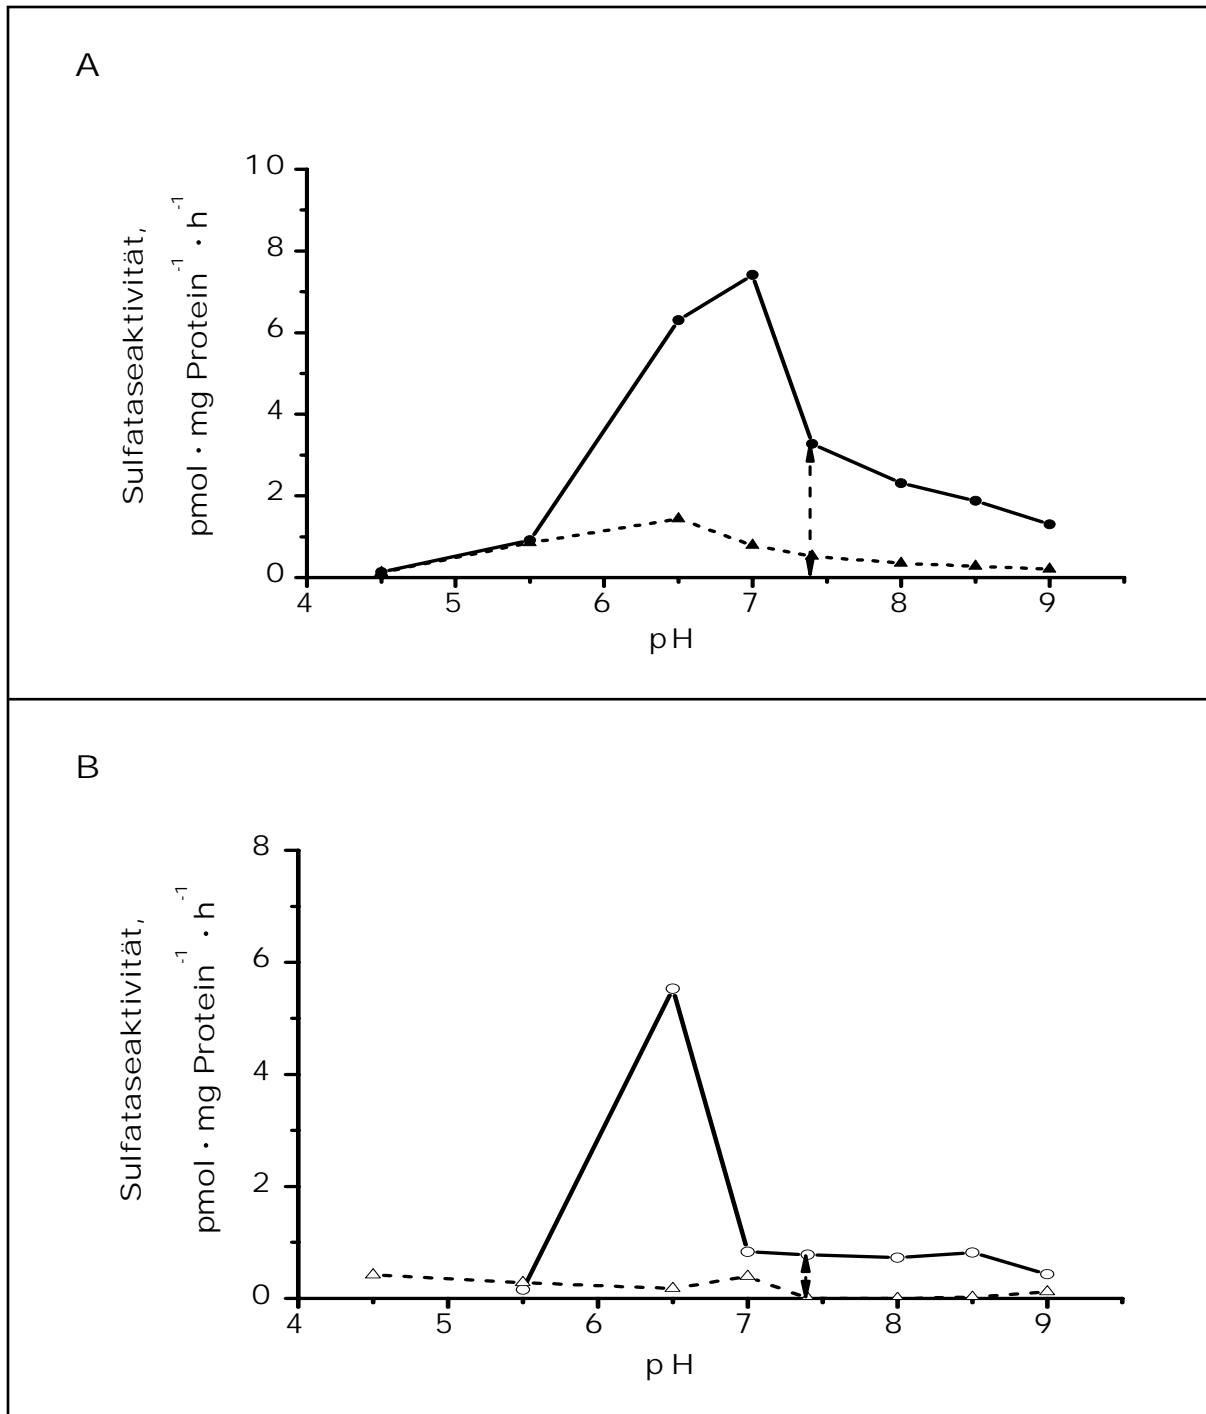 A
Sulfataseaktivität,
pmol · mg Protein⁻¹ · h⁻¹
10
8
6
4
2
0
4 5 6 7 8 9
pH
B
Sulfataseaktivität,
pmol · mg Protein⁻¹ · h⁻¹
8
6
4
2
0
4 5 6 7 8 9
pH